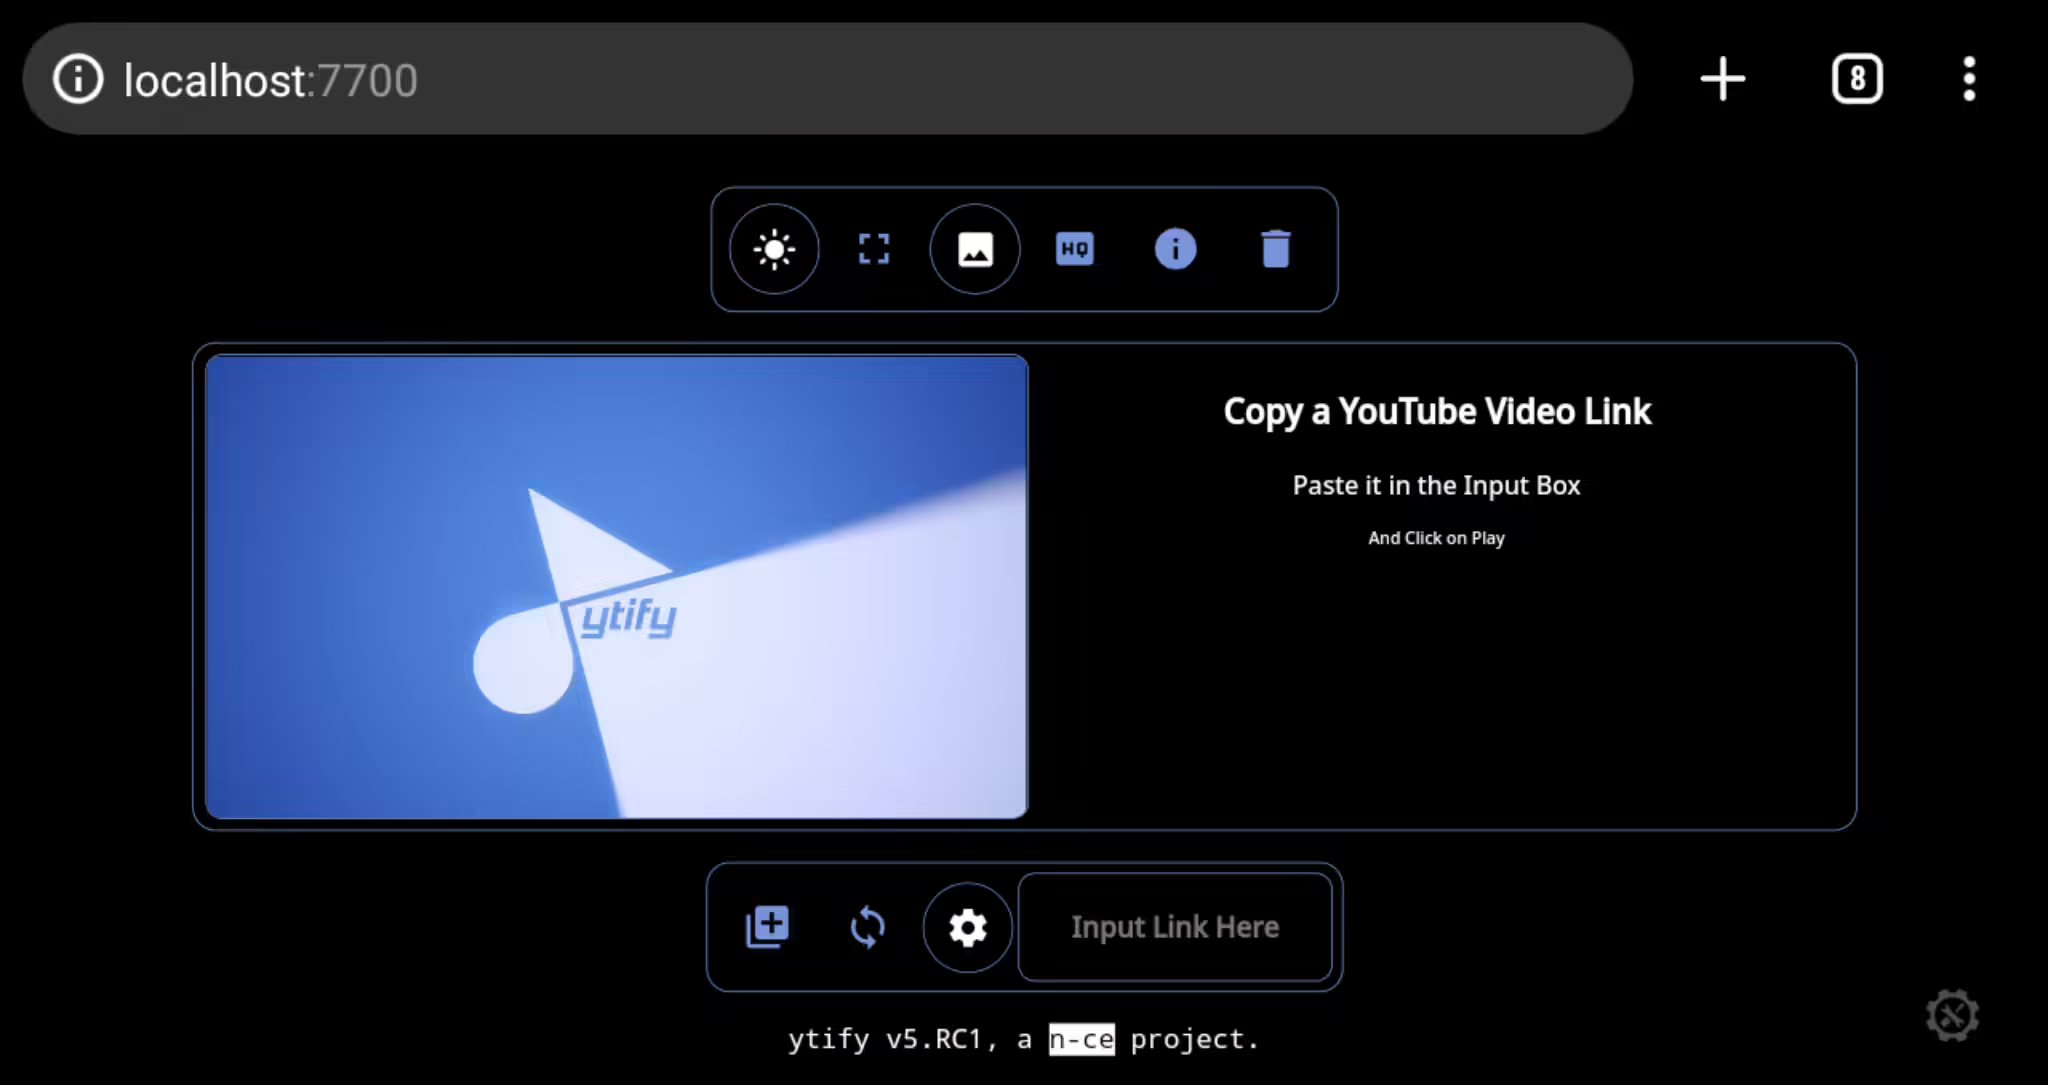 localhost:7700
8
HQ
ytify
Copy a YouTube Video Link
Paste it in the Input Box
And Click on Play
Input Link Here
ytify v5.RC1, a n-ce project.